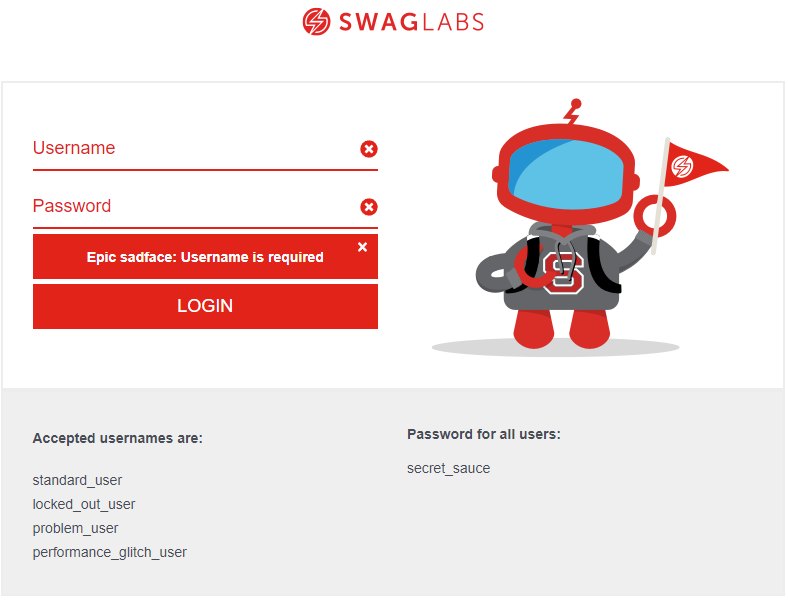 SWAGLABS
Username
Password
Epic sadface: Username is required
LOGIN
Accepted usernames are:
standard_user
locked_out_user
problem_user
performance_glitch_user
Password for all users:
secret_sauce